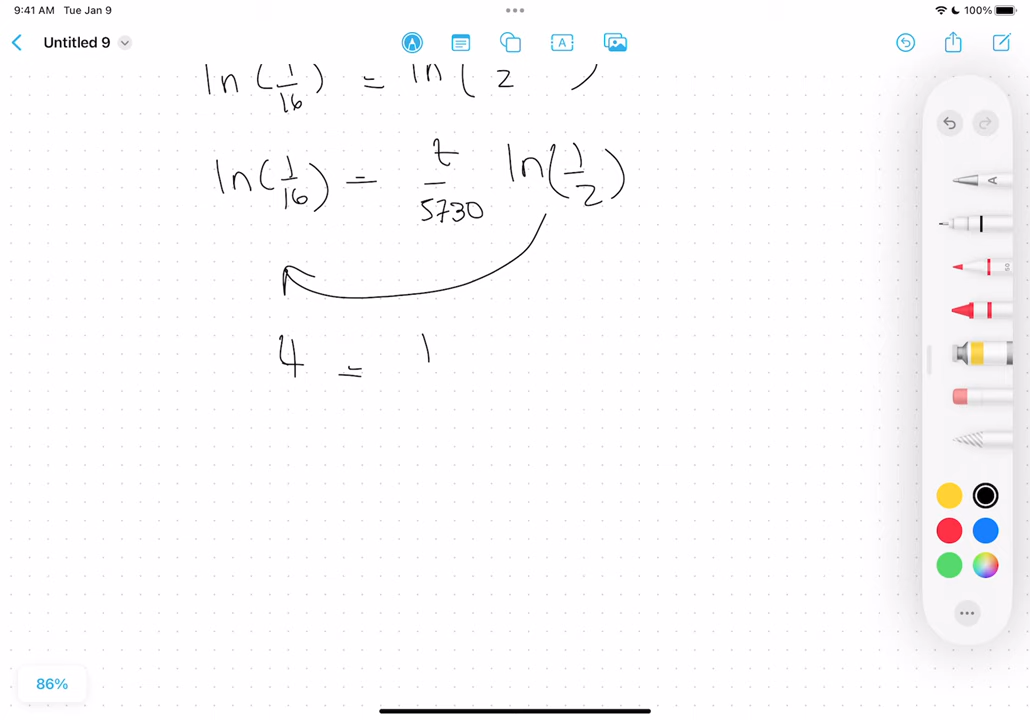 9:41 AM Tue Jan 9 100%
Untitled 9
ln(1/16) = ln( 2 )
ln(1/16) = t/5730 ln(1/2)
4 = 1
86%